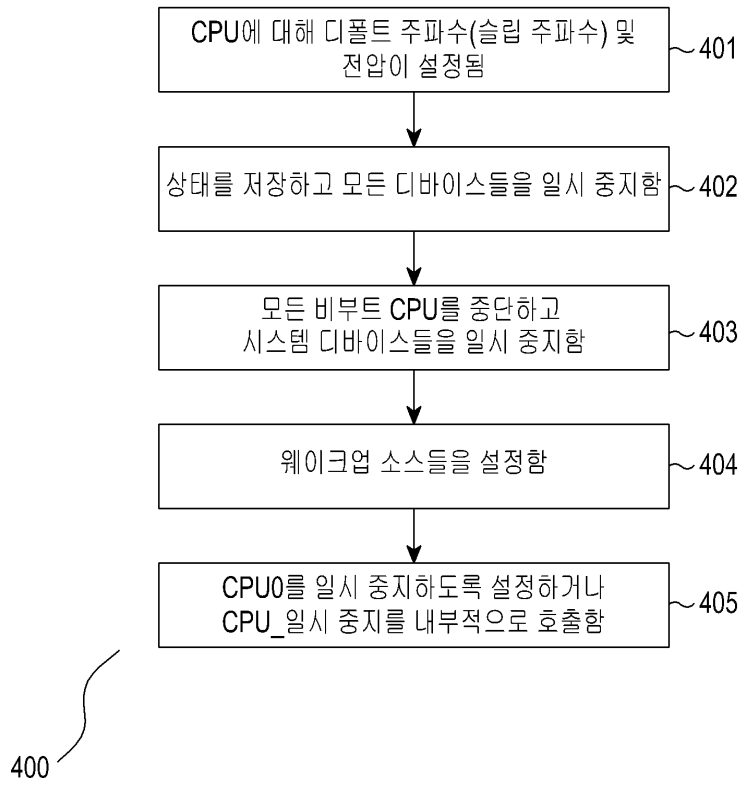 CPU에 대해 디폴트 주파수(슬립 주파수) 및
전압이 설정됨
401
상태를 저장하고 모든 디바이스들을 일시 중지함
402
모든 비부트 CPU를 중단하고
시스템 디바이스들을 일시 중지함
403
웨이크업 소스들을 설정함
404
CPU0를 일시 중지하도록 설정하거나
CPU_일시 중지를 내부적으로 호출함
405
400